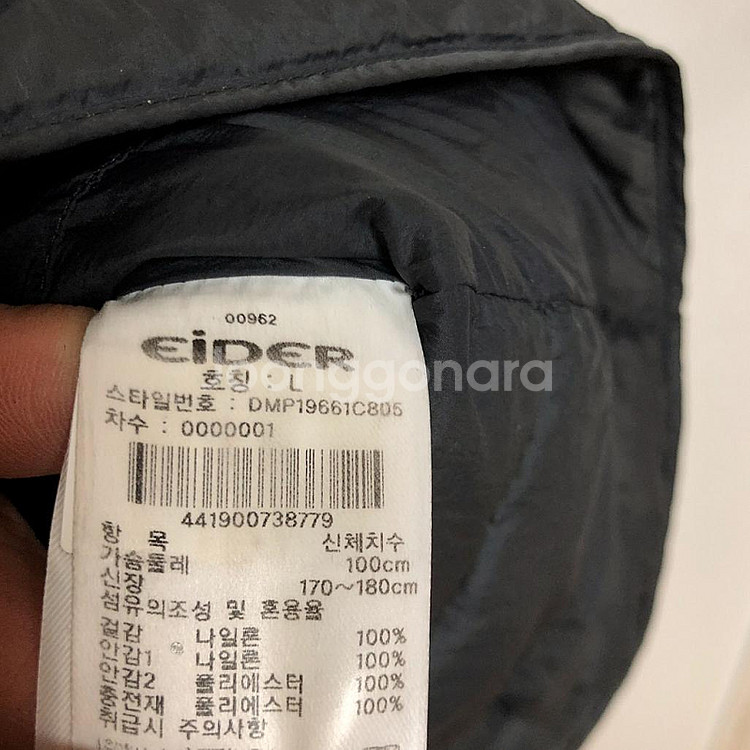 00962
EiDER
호칭 L
joonggonara
스타일번호 : DMP19661C805
차수 : 0000001
441900738779
항 목 신체치수
가슴둘레 100cm
신장 170~180cm
섬유의조성 및 혼용율
겉감 나일론 100%
안감1 나일론 100%
안감2 폴리에스터 100%
충전재 폴리에스터 100%
취급시 주의사항